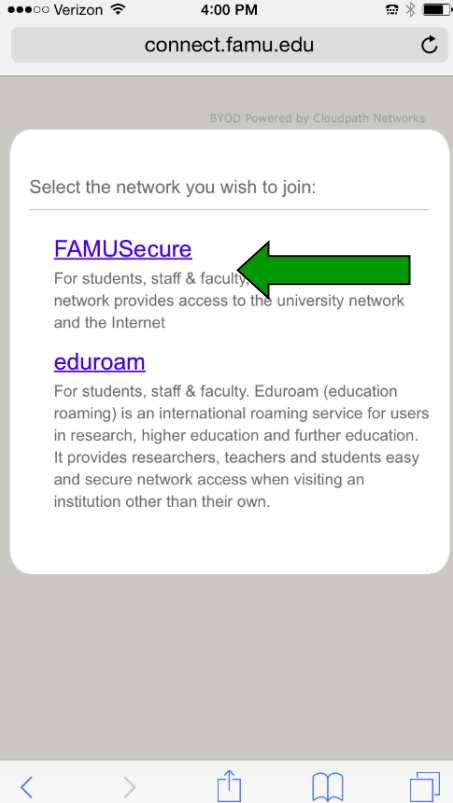 Verizon 4:00 PM
connect.famu.edu
BYOD Powered by Cloudpath Networks
Select the network you wish to join:
FAMUSecure
For students, staff & faculty,
network provides access to the university network
and the Internet
eduroam
For students, staff & faculty. Eduroam (education
roaming) is an international roaming service for users
in research, higher education and further education.
It provides researchers, teachers and students easy
and secure network access when visiting an
institution other than their own.